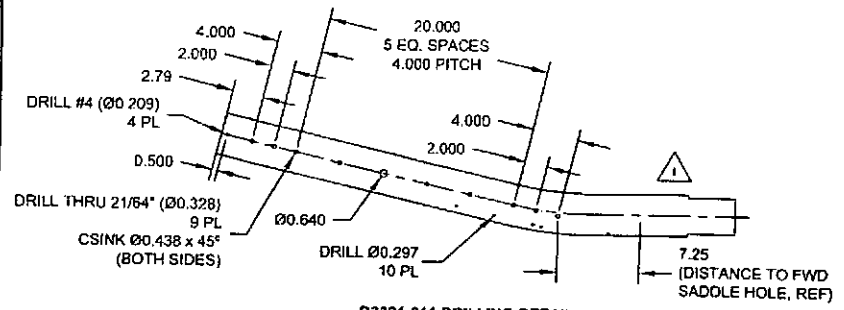 4.000
2.000
2.79
20.000
5 EQ. SPACES
4.000 PITCH
DRILL #4 (Ø0.209)
4 PL
0.500
4.000
2.000
DRILL THRU 21/64" (Ø0.328)
9 PL
CSINK Ø0.438 x 45°
(BOTH SIDES)
Ø0.640
DRILL Ø0.297
10 PL
7.25
(DISTANCE TO FWD
SADDLE HOLE, REF)